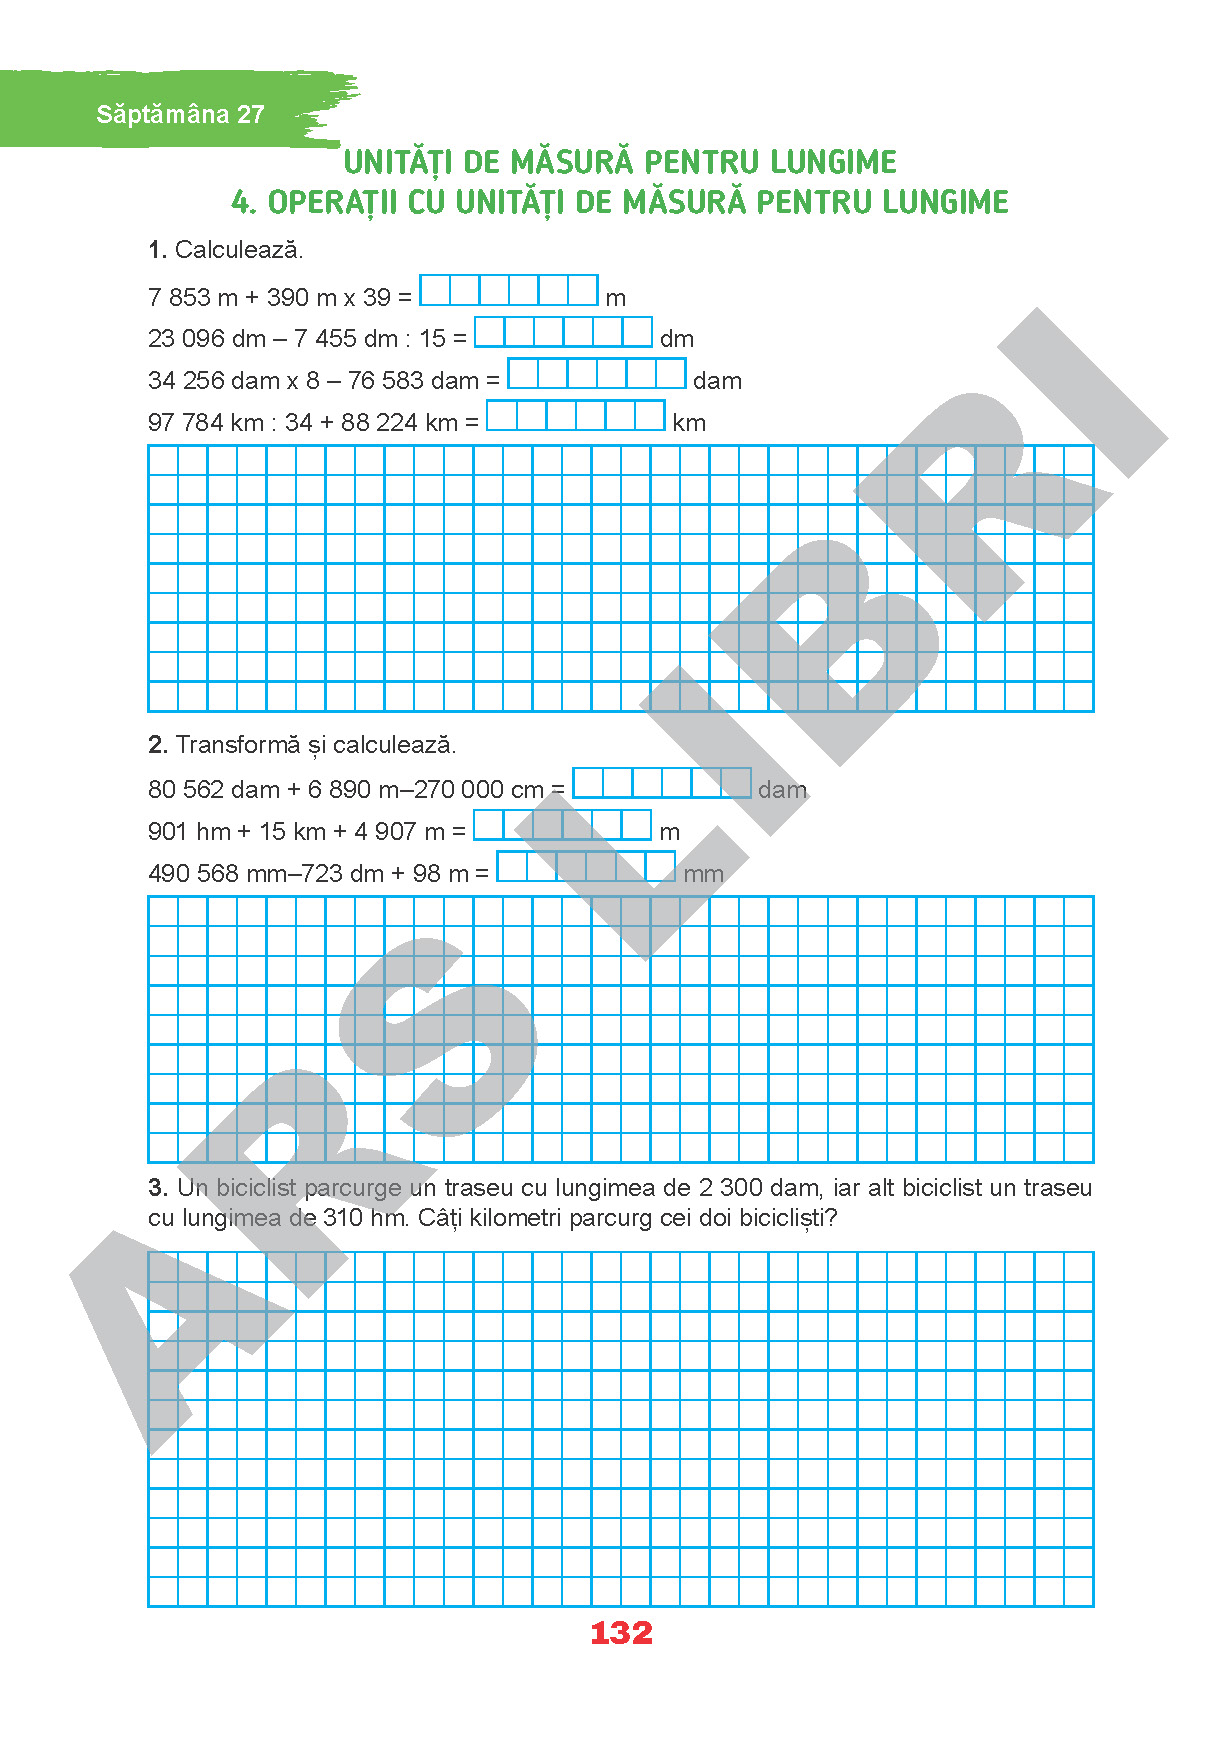 Săptămâna 27
UNITĂȚI DE MĂSURĂ PENTRU LUNGIME
4. OPERAȚII CU UNITĂȚI DE MĂSURĂ PENTRU LUNGIME
1. Calculează.
7 853 m + 390 m x 39 = m
23 096 dm – 7 455 dm : 15 = dm
34 256 dam x 8 – 76 583 dam = dam
97 784 km : 34 + 88 224 km = km
2. Transformă și calculează.
80 562 dam + 6 890 m–270 000 cm = dam
901 hm + 15 km + 4 907 m = m
490 568 mm–723 dm + 98 m = mm
3. Un biciclist parcurge un traseu cu lungimea de 2 300 dam, iar alt biciclist un traseu
cu lungimea de 310 hm. Câți kilometri parcurg cei doi bicicliști?
ARS LIBRI
132